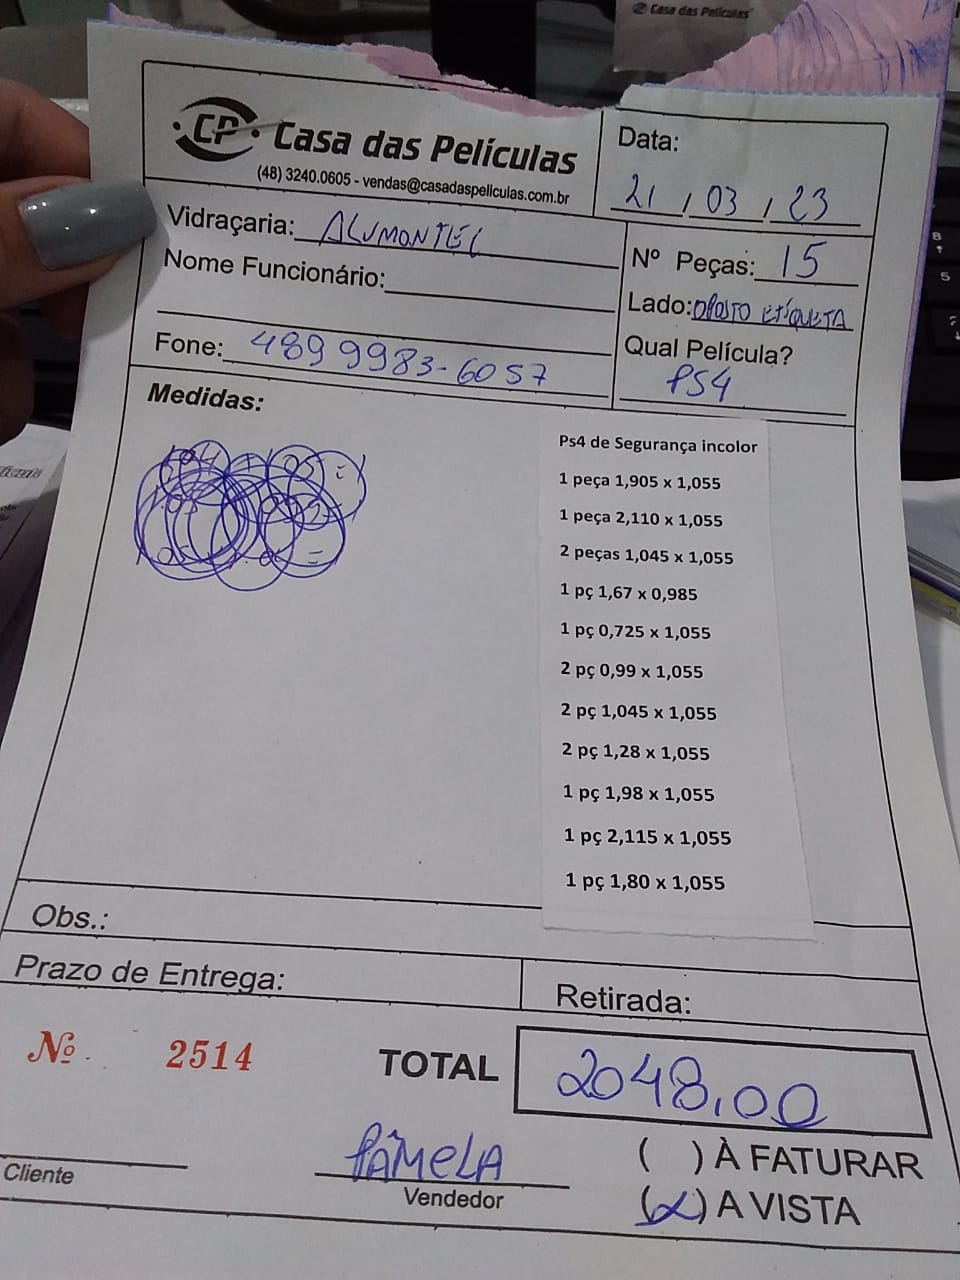 Casa das Películas
CP Casa das Películas
(48) 3240.0605 - vendas@casadaspeliculas.com.br
Data:
21 / 03 / 23
Vidraçaria: ALUMONTEC
Nome Funcionário:
Fone: 489 9983-6057
Nº Peças: 15
Lado: OPOSTO ETIQUETA
Qual Película?
PS4
Medidas:
Ps4 de Segurança incolor
1 peça 1,905 x 1,055
1 peça 2,110 x 1,055
2 peças 1,045 x 1,055
1 pç 1,67 x 0,985
1 pç 0,725 x 1,055
2 pç 0,99 x 1,055
2 pç 1,045 x 1,055
2 pç 1,28 x 1,055
1 pç 1,98 x 1,055
1 pç 2,115 x 1,055
1 pç 1,80 x 1,055
Obs.:
Prazo de Entrega:
Retirada:
Nº 2514
TOTAL 2048,00
Cliente
PÂMELA
Vendedor
( ) À FATURAR
(X) A VISTA